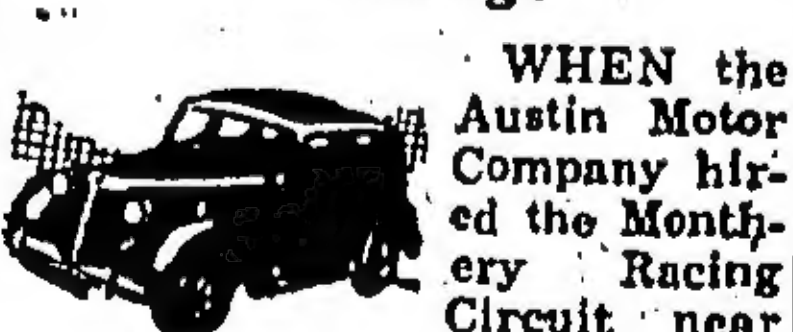 WHEN the
Austin Motor
Company hir-
ed the Month-
ery Racing
Circuit near